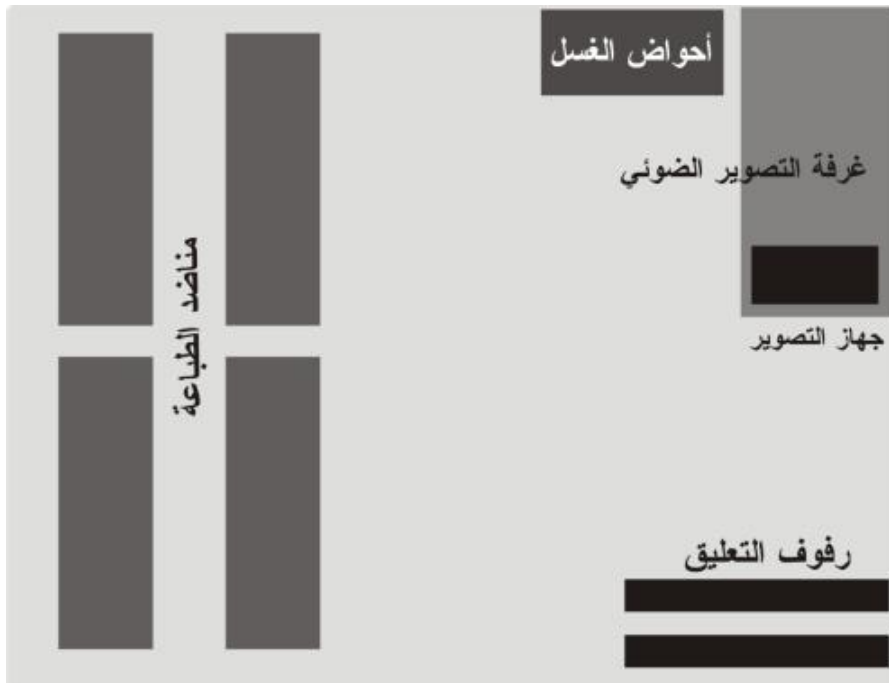 أحواض الغسل
غرفة التصوير الضوئي
جهاز التصوير
مناضد الطباعة
رفوف التعليق